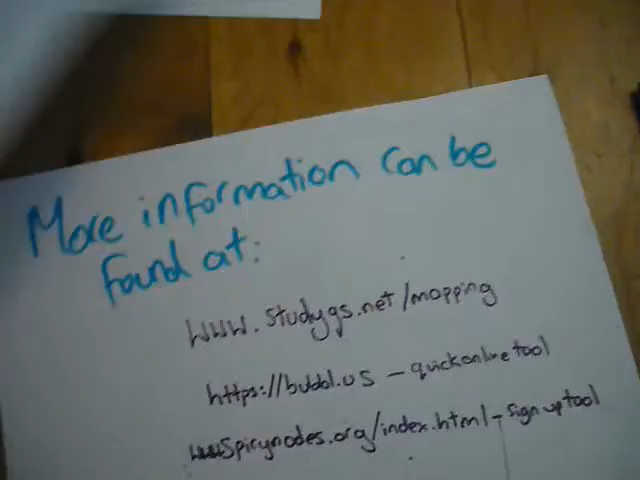 More information can be
found at:
www.studygs.net/mapping
https://bubbl.us - quick online tool
www.spicynodes.org/index.html - sign up tool